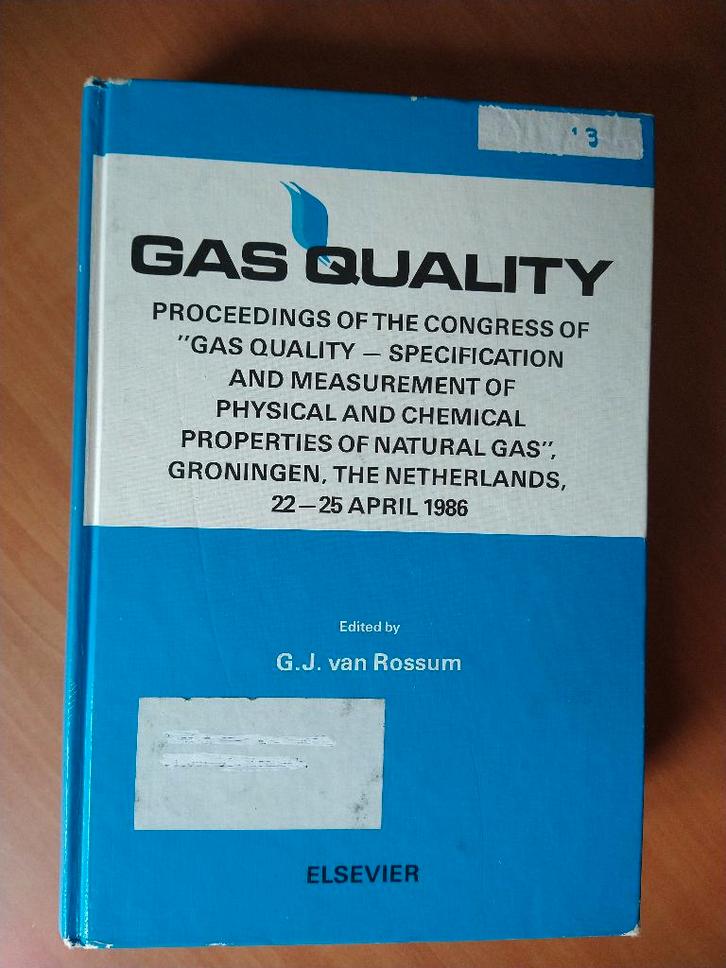 13
GAS QUALITY
PROCEEDINGS OF THE CONGRESS OF
"GAS QUALITY – SPECIFICATION
AND MEASUREMENT OF
PHYSICAL AND CHEMICAL
PROPERTIES OF NATURAL GAS",
GRONINGEN, THE NETHERLANDS,
22–25 APRIL 1986
Edited by
G.J. van Rossum
ELSEVIER